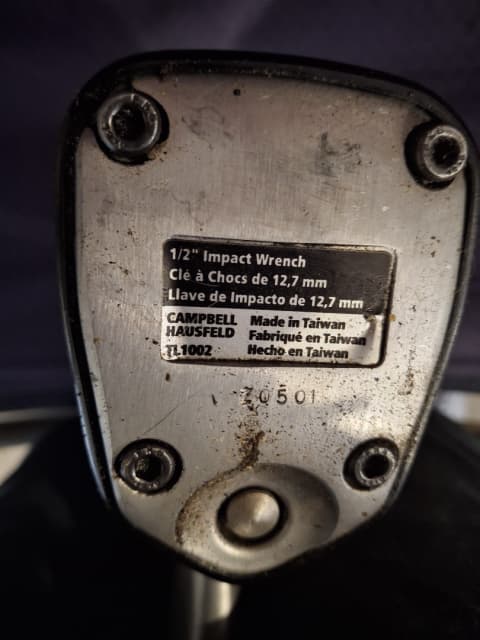 1/2" Impact Wrench
Clé à Chocs de 12,7 mm
Llave de Impacto de 12,7 mm
CAMPBELL HAUSFELD
TL1002
Made in Taiwan
Fabriqué en Taiwan
Hecho en Taiwan